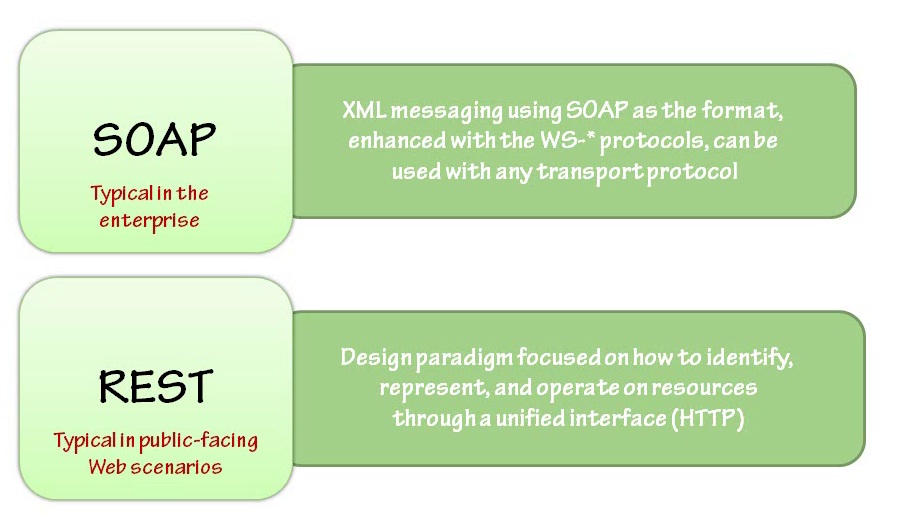 SOAP
Typical in the
enterprise
XML messaging using SOAP as the format,
enhanced with the WS-* protocols, can be
used with any transport protocol
REST
Typical in public-facing
Web scenarios
Design paradigm focused on how to identify,
represent, and operate on resources
through a unified interface (HTTP)